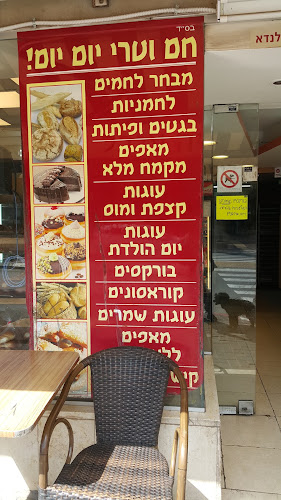 בס״ד
חם וטרי יום יום!
מבחר לחמים
לחמניות
בגטים ופיתות
מאפים
מקמח מלא
עוגות
קצפת ומוס
עוגות
יום הולדת
בורקסים
קוראסונים
עוגות שמרים
מאפים